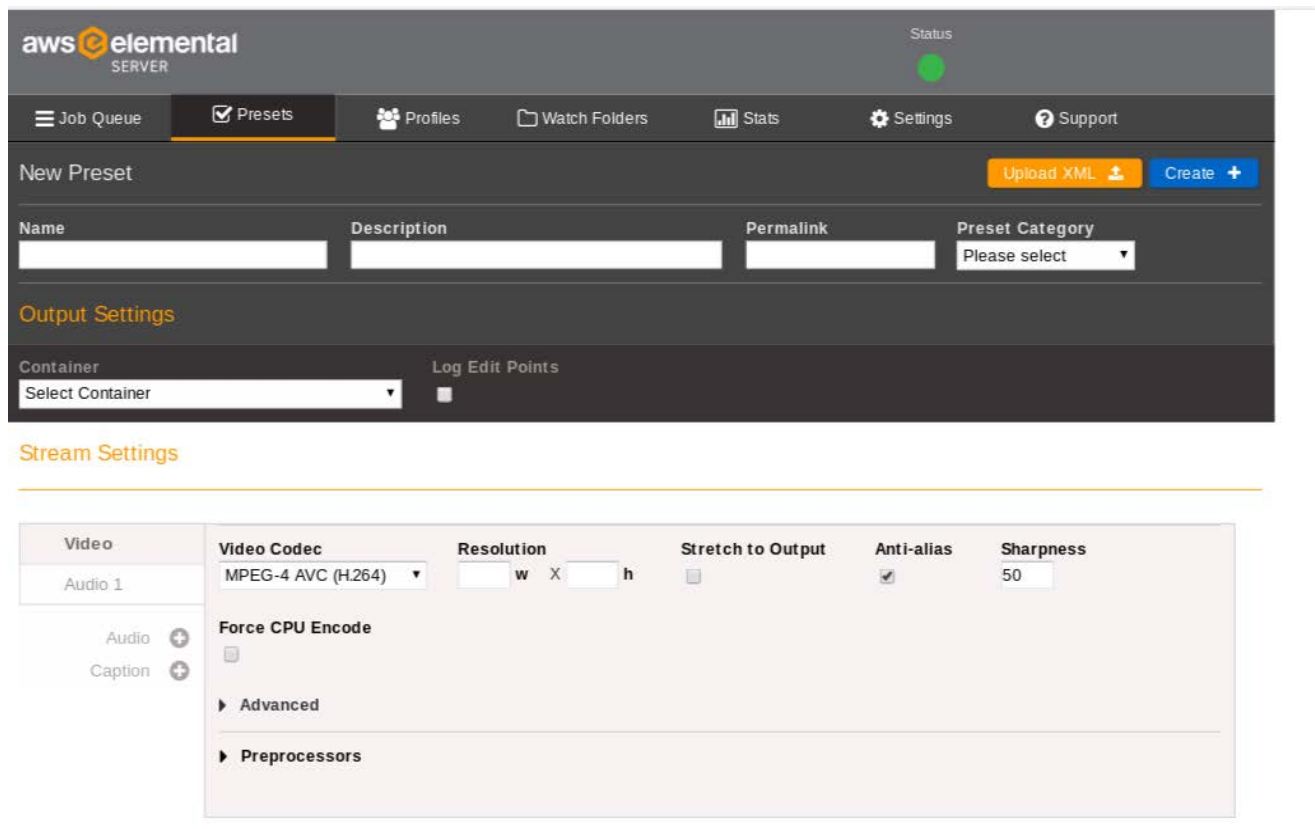 aws elemental
SERVER
Status
Job Queue Presets Profiles Watch Folders Stats Settings Support
New Preset Upload XML Create +
Name Description Permalink Preset Category
Please select
Output Settings
Container Log Edit Points
Select Container
Stream Settings
Video
Audio 1
Audio
Caption
Video Codec Resolution Stretch to Output Anti-alias Sharpness
MPEG-4 AVC (H.264) w X h 50
Force CPU Encode
Advanced
Preprocessors